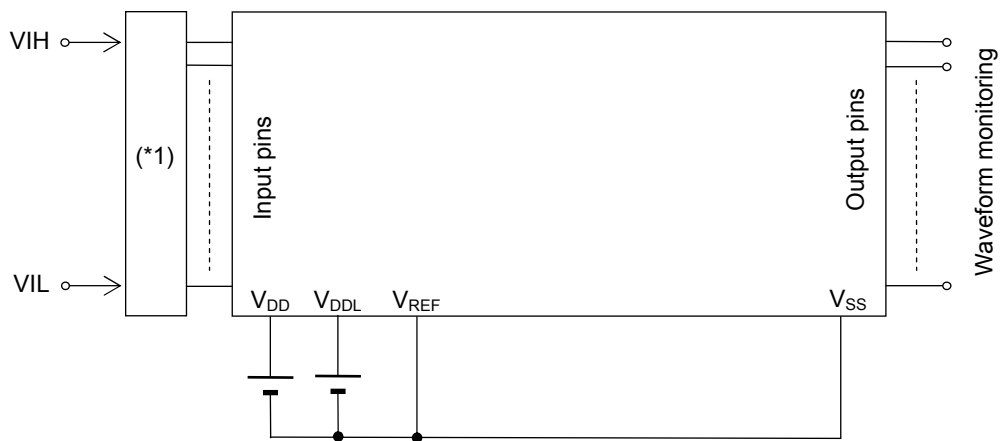 VIH
(*1)
VIL
Input pins
Output pins
Waveform monitoring
VDD
VDDL
VREF
VSS